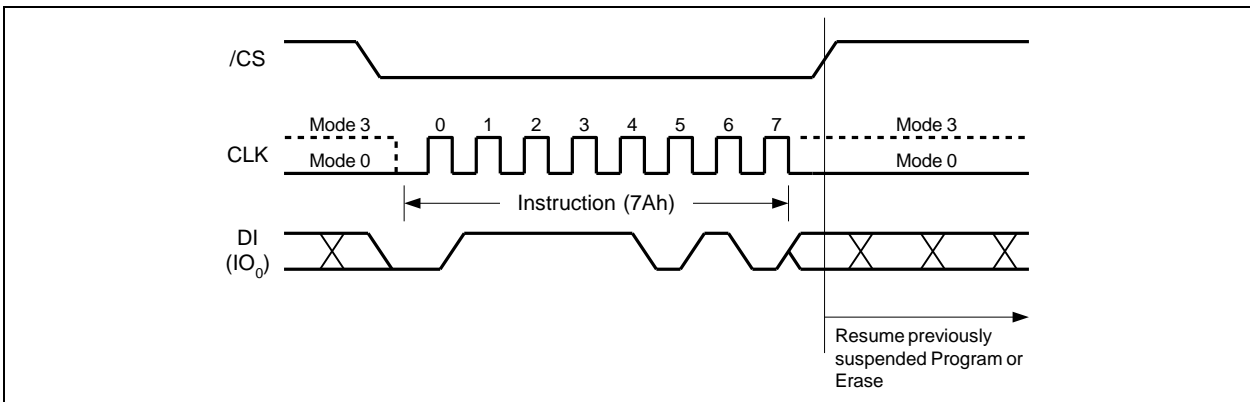 /CS
Mode 3 0 1 2 3 4 5 6 7 Mode 3
CLK
Mode 0 Mode 0
Instruction (7Ah)
DI
(IO0)
Resume previously
suspended Program or
Erase